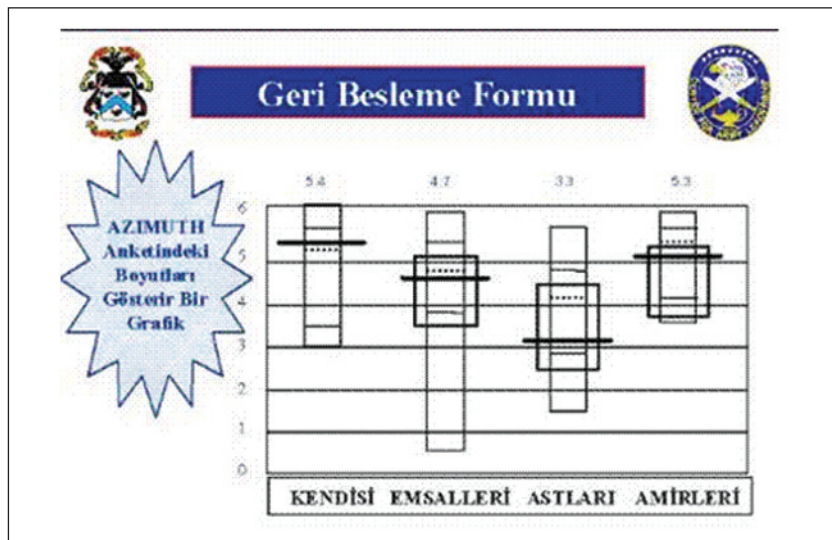 Geri Besleme Formu
AZIMUTH
Anketindeki
Boyutları
Gösterir Bir
Grafik
5.4 4.7 3.3 5.3
6
5
4
3
2
1
0
KENDİSİ EMSALLERİ ASTLARI AMİRLERİ